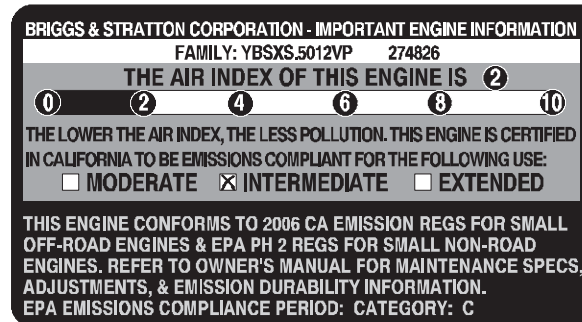 BRIGGS & STRATTON CORPORATION - IMPORTANT ENGINE INFORMATION
FAMILY: YBSXS.5012VP 274826
THE AIR INDEX OF THIS ENGINE IS 2
0 2 4 6 8 10
THE LOWER THE AIR INDEX, THE LESS POLLUTION. THIS ENGINE IS CERTIFIED
IN CALIFORNIA TO BE EMISSIONS COMPLIANT FOR THE FOLLOWING USE:
☐ MODERATE ☒ INTERMEDIATE ☐ EXTENDED
THIS ENGINE CONFORMS TO 2006 CA EMISSION REGS FOR SMALL
OFF-ROAD ENGINES & EPA PH 2 REGS FOR SMALL NON-ROAD
ENGINES. REFER TO OWNER'S MANUAL FOR MAINTENANCE SPECS,
ADJUSTMENTS, & EMISSION DURABILITY INFORMATION.
EPA EMISSIONS COMPLIANCE PERIOD: CATEGORY: C